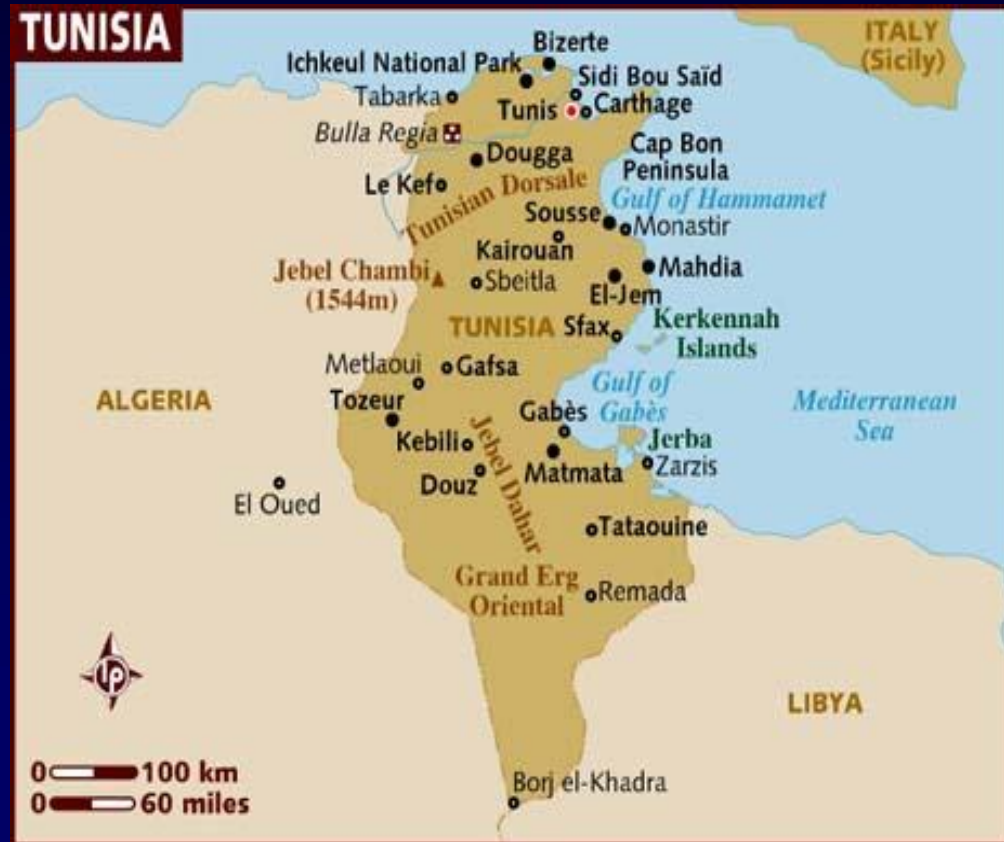 TUNISIA
ITALY
(Sicily)
Bizerte
Ichkeul National Park
Sidi Bou Saïd
Tabarka
Tunis
Carthage
Bulla Regia
Cap Bon
Peninsula
Dougga
Le Kef
Tunisian Dorsale
Gulf of Hammamet
Sousse
Monastir
Kairouan
Jebel Chambi
(1544m)
Sbeitla
Mahdia
El-Jem
TUNISIA
Sfax
Kerkennah
Islands
Metlaoui
Gafsa
Gulf of
Gabès
ALGERIA
Tozeur
Mediterranean
Sea
Gabès
Kebili
Jebel Dahar
Jerba
Matmata
Zarzis
Douz
El Oued
Tataouine
Grand Erg
Oriental
Remada
lp
LIBYA
0 100 km
0 60 miles
Borj el-Khadra